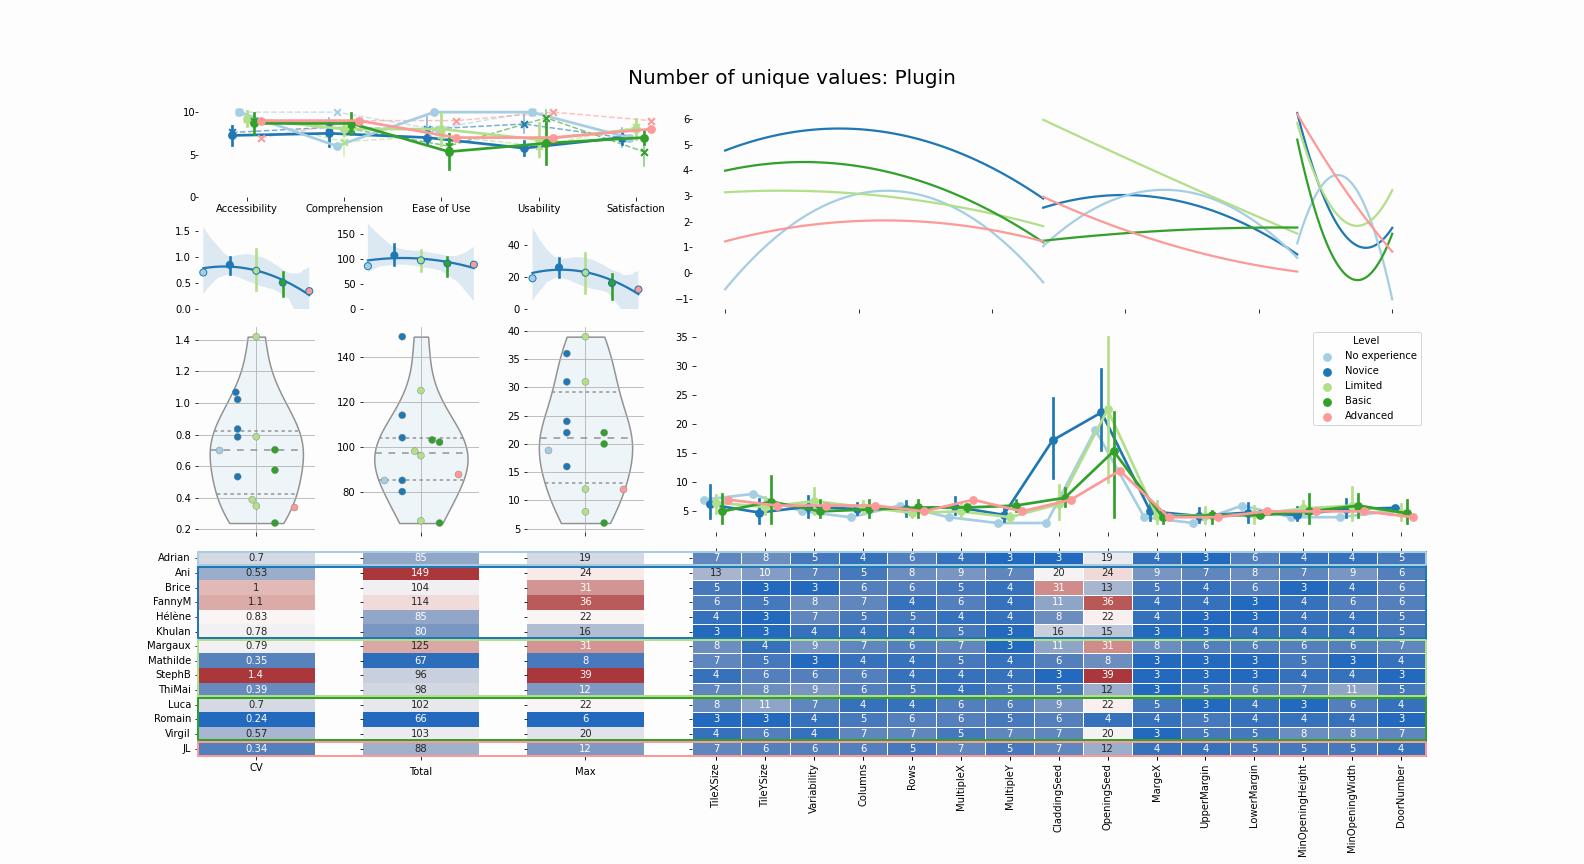 Number of unique values: Plugin
10
5
0
Accessibility Comprehension Ease of Use Usability Satisfaction
6
5
4
3
2
1
0
−1
1.5
1.0
0.5
0.0
150
100
50
0
40
20
0
1.4
1.2
1.0
0.8
0.6
0.4
0.2
140
120
100
80
40
35
30
25
20
15
10
5
35
30
25
20
15
10
5
Level
No experience
Novice
Limited
Basic
Advanced
Adrian 0.7 85 19 7 8 5 4 6 4 3 3 19 4 3 6 4 4 5
Ani 0.53 149 24 13 10 7 5 8 9 7 20 24 9 7 8 7 9 6
Brice 1 104 31 5 3 3 6 6 5 4 31 13 5 4 6 3 4 6
FannyM 1.1 114 36 6 5 8 7 4 6 4 11 36 4 4 3 4 6 6
Hélène 0.83 85 22 4 3 7 5 5 4 4 8 22 4 3 3 4 4 5
Khulan 0.78 80 16 3 3 4 4 4 5 3 16 15 3 3 4 4 4 5
Margaux 0.79 125 31 8 4 9 7 6 7 3 11 31 8 6 6 6 6 7
Mathilde 0.35 67 8 7 5 3 4 4 5 4 6 8 3 3 3 5 3 4
StephB 1.4 96 39 4 6 6 6 4 4 4 3 39 3 3 3 4 4 3
ThiMai 0.39 98 12 7 8 9 6 5 4 5 5 12 3 5 6 7 11 5
Luca 0.7 102 22 8 11 7 4 4 6 6 9 22 5 3 4 3 6 4
Romain 0.24 66 6 3 3 4 5 6 6 5 6 4 4 5 4 4 4 3
Virgil 0.57 103 20 4 6 4 7 7 5 7 7 20 3 5 5 8 8 7
JL 0.34 88 12 7 6 6 6 5 7 5 7 12 4 4 5 5 5 4
CV Total Max TileXSize TileYSize Variability Columns Rows MultipleX MultipleY CladdingSeed OpeningSeed MargeX UpperMargin LowerMargin MinOpeningHeight MinOpeningWidth DoorNumber